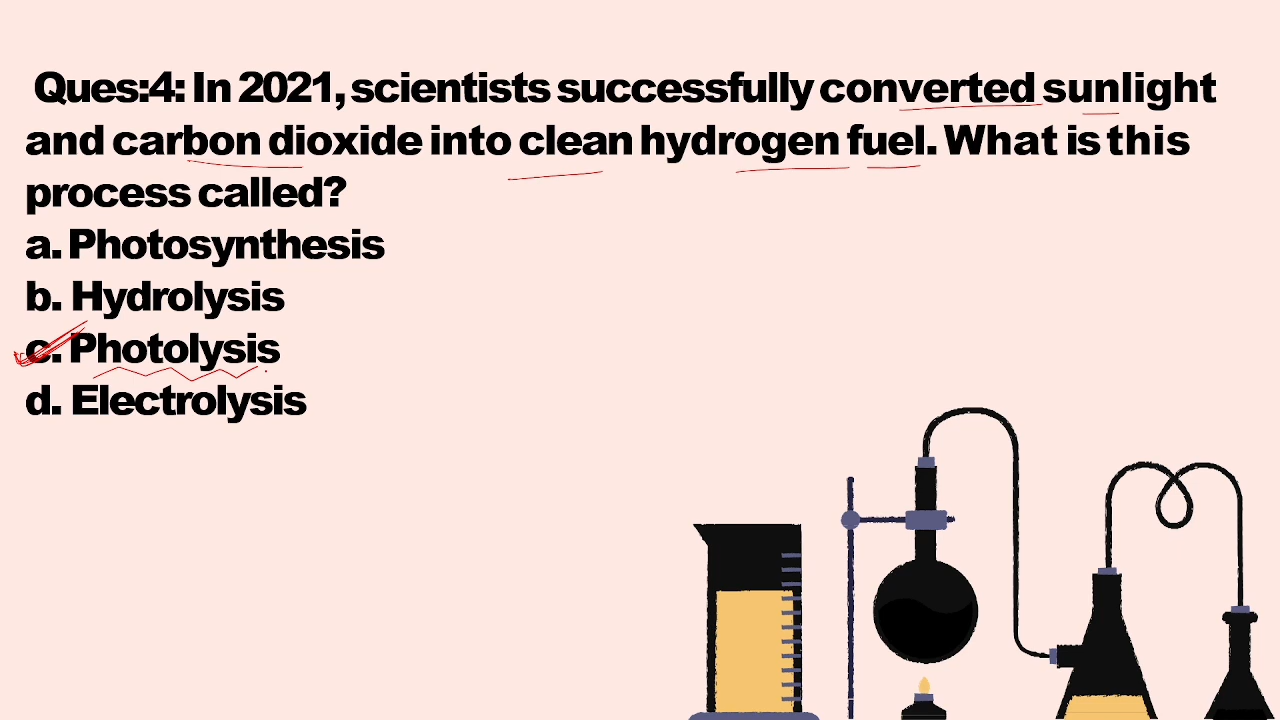 Ques:4: In 2021, scientists successfully converted sunlight
and carbon dioxide into clean hydrogen fuel. What is this
process called?
a. Photosynthesis
b. Hydrolysis
c. Photolysis
d. Electrolysis